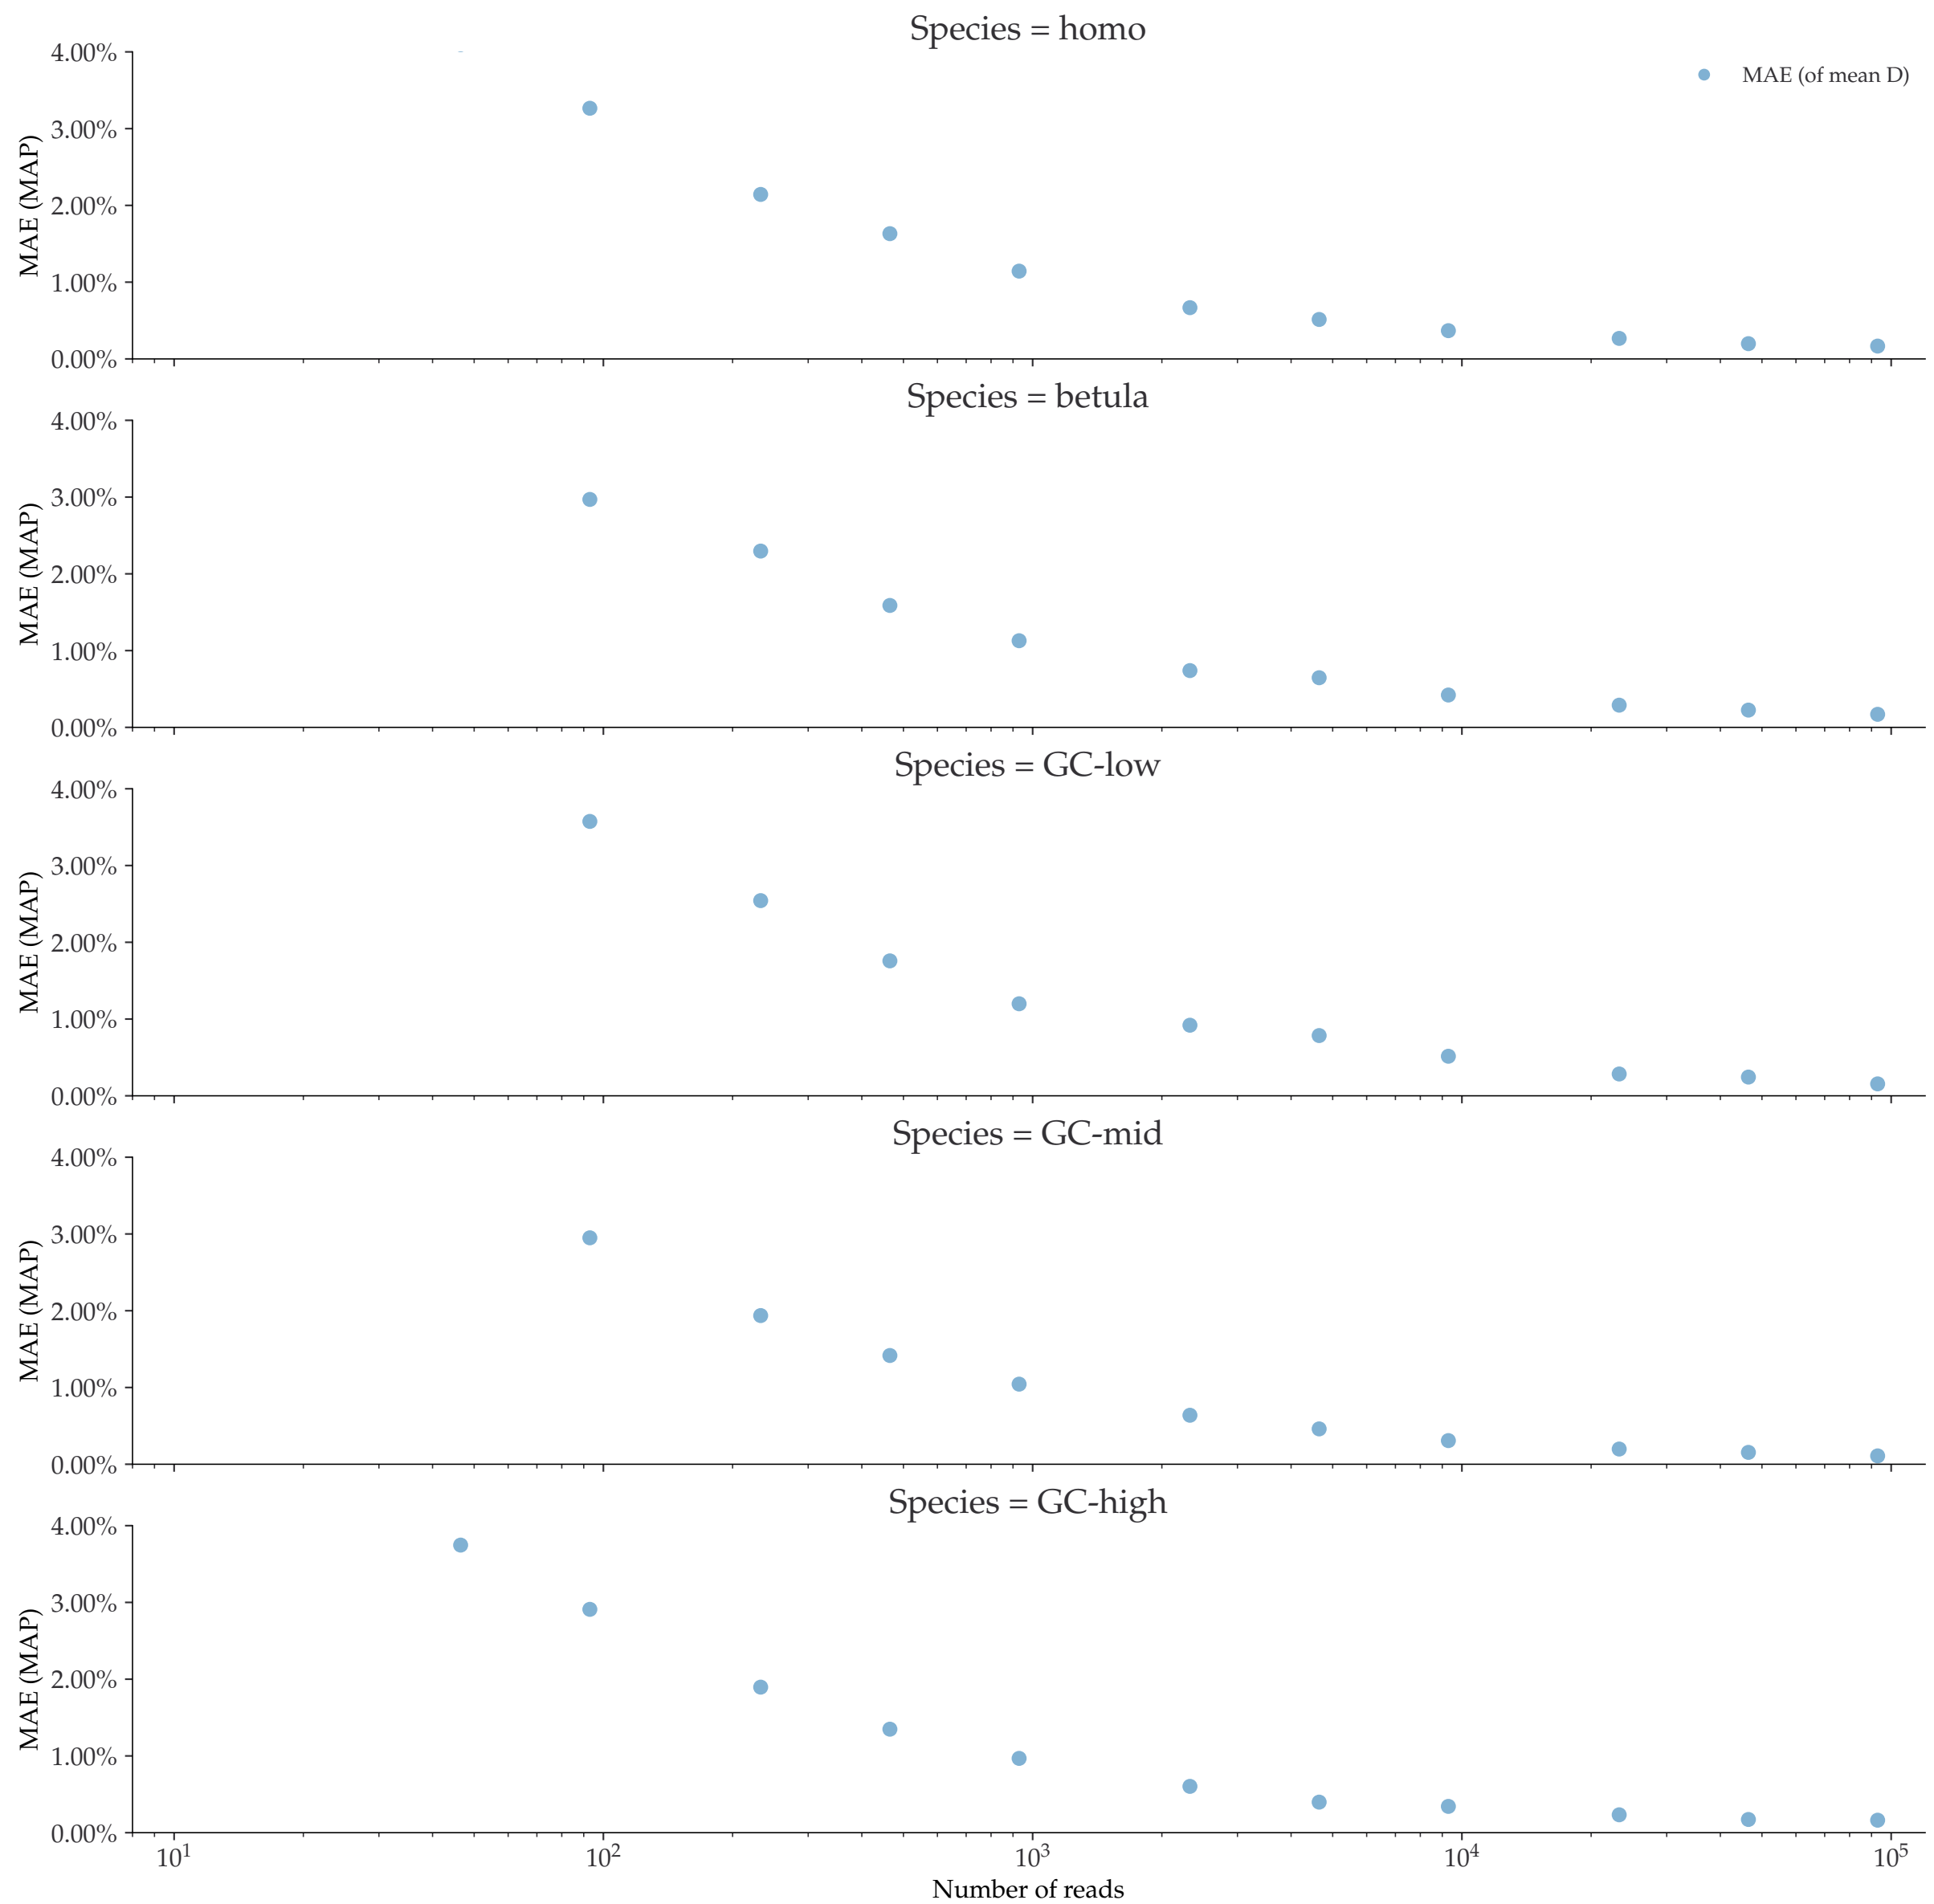 Species = homo
4.00%
3.00%
2.00%
1.00%
0.00%
MAE (MAP)
MAE (of mean D)
Species = betula
4.00%
3.00%
2.00%
1.00%
0.00%
MAE (MAP)
Species = GC-low
4.00%
3.00%
2.00%
1.00%
0.00%
MAE (MAP)
Species = GC-mid
4.00%
3.00%
2.00%
1.00%
0.00%
MAE (MAP)
Species = GC-high
4.00%
3.00%
2.00%
1.00%
0.00%
MAE (MAP)
10¹ 10² 10³ 10⁴ 10⁵
Number of reads